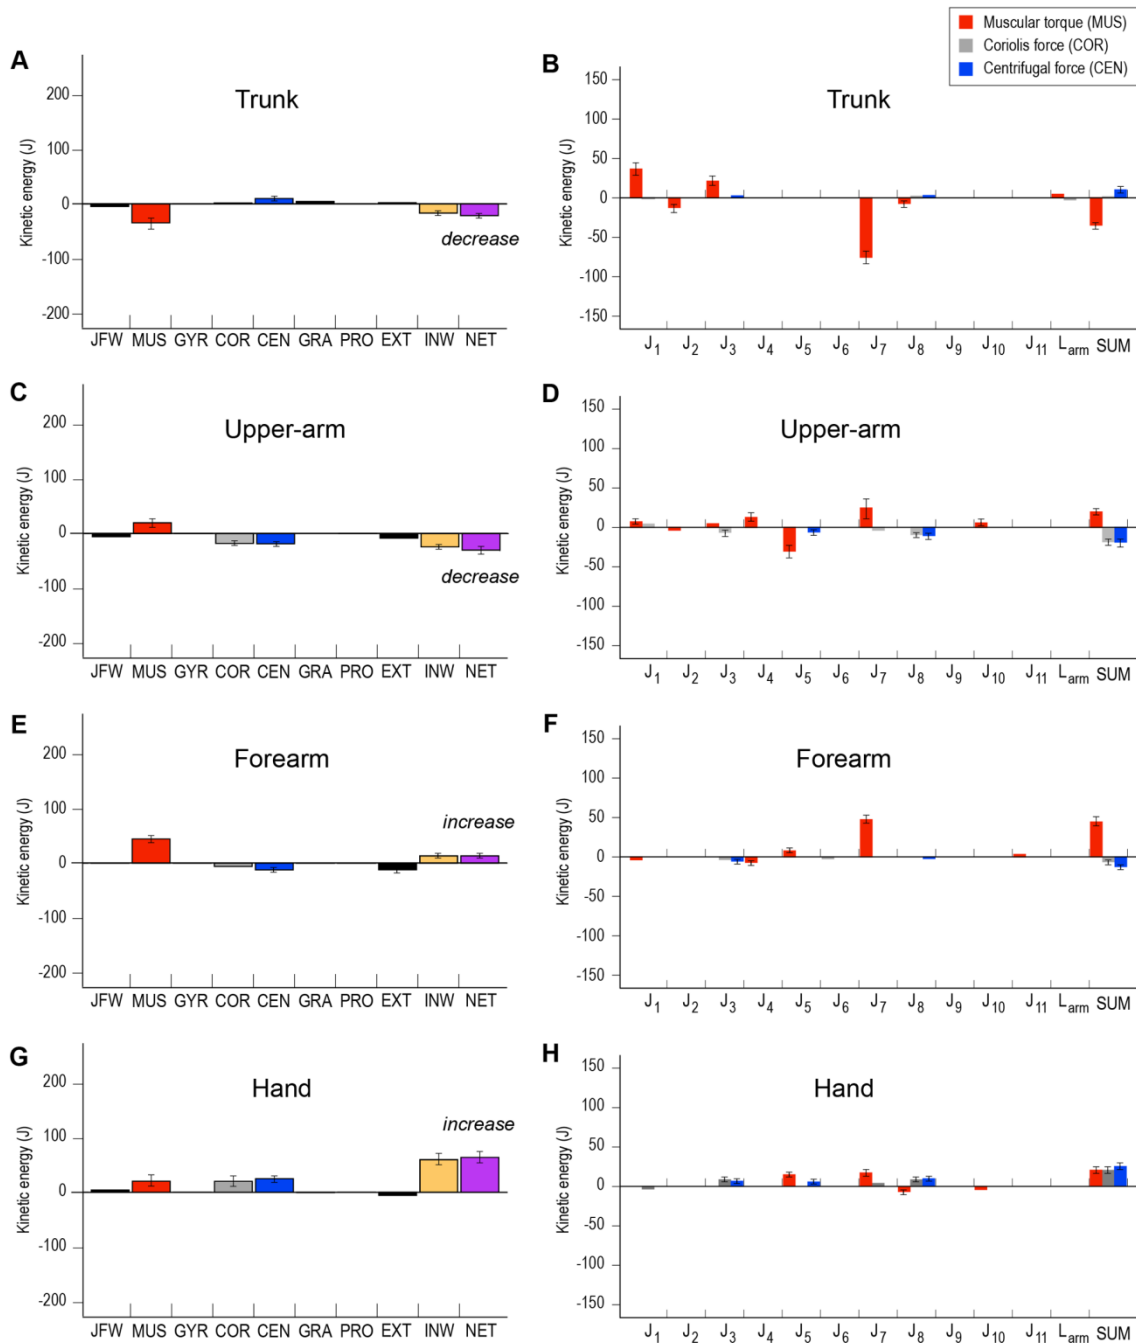 Muscular torque (MUS)
Coriolis force (COR)
Centrifugal force (CEN)
A
Trunk
Kinetic energy (J)
200
100
0
-100
-200
decrease
JFW MUS GYR COR CEN GRA PRO EXT INW NET
B
Trunk
Kinetic energy (J)
150
100
50
0
-50
-100
-150
J1 J2 J3 J4 J5 J6 J7 J8 J9 J10 J11 Larm SUM
C
Upper-arm
Kinetic energy (J)
200
100
0
-100
-200
decrease
JFW MUS GYR COR CEN GRA PRO EXT INW NET
D
Upper-arm
Kinetic energy (J)
150
100
50
0
-50
-100
-150
J1 J2 J3 J4 J5 J6 J7 J8 J9 J10 J11 Larm SUM
E
Forearm
Kinetic energy (J)
200
100
0
-100
-200
increase
JFW MUS GYR COR CEN GRA PRO EXT INW NET
F
Forearm
Kinetic energy (J)
150
100
50
0
-50
-100
-150
J1 J2 J3 J4 J5 J6 J7 J8 J9 J10 J11 Larm SUM
G
Hand
Kinetic energy (J)
200
100
0
-100
-200
increase
JFW MUS GYR COR CEN GRA PRO EXT INW NET
H
Hand
Kinetic energy (J)
150
100
50
0
-50
-100
-150
J1 J2 J3 J4 J5 J6 J7 J8 J9 J10 J11 Larm SUM